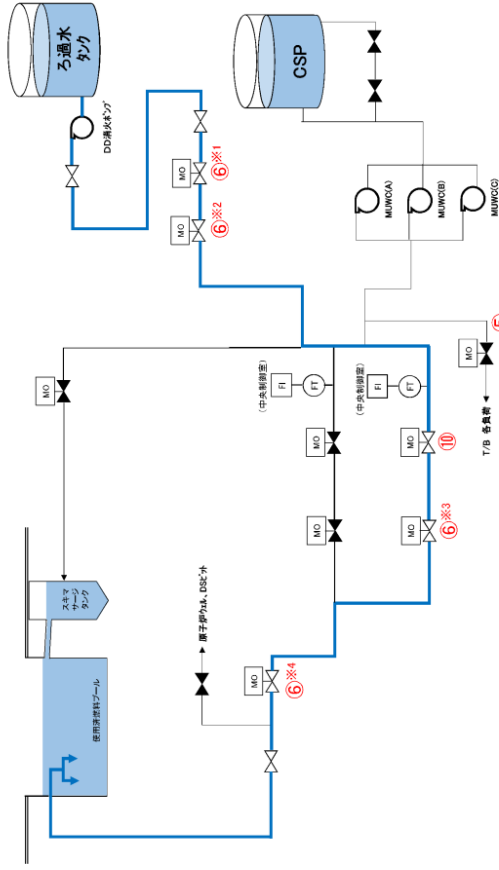 ろ過水
タンク
DD消火ポンプ
MO
⑥※1
MO
⑥※2
CSP
MUWC(A)
MUWC(B)
MUWC(C)
MO
⑤
T/B 各負荷
MO
FI
FT
(中央制御室)
FI
FT
(中央制御室)
MO
MO
⑩
MO
MO
⑥※3
スキマ
サージ
タンク
使用済燃料プール
原子炉ウェル、DSピット
MO
⑥※4